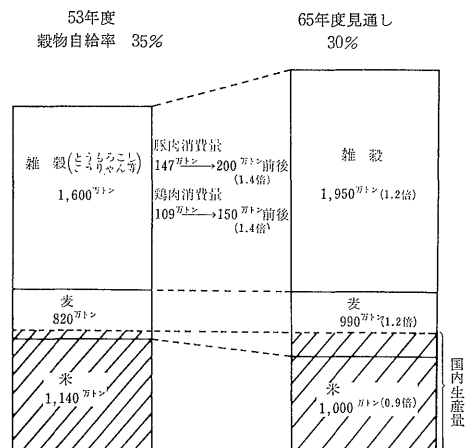 53年度
穀物自給率 35%
65年度見通し
30%
雑穀(とうもろこし
こうりゃん等)
1,600万トン
豚肉消費量
147万トン→200万トン前後
(1.4倍)
鶏肉消費量
109万トン→150万トン前後
(1.4倍)
雑穀
1,950万トン(1.2倍)
麦
820万トン
麦
990万トン(1.2倍)
米
1,140万トン
米
1,000万トン(0.9倍)
国内生産量